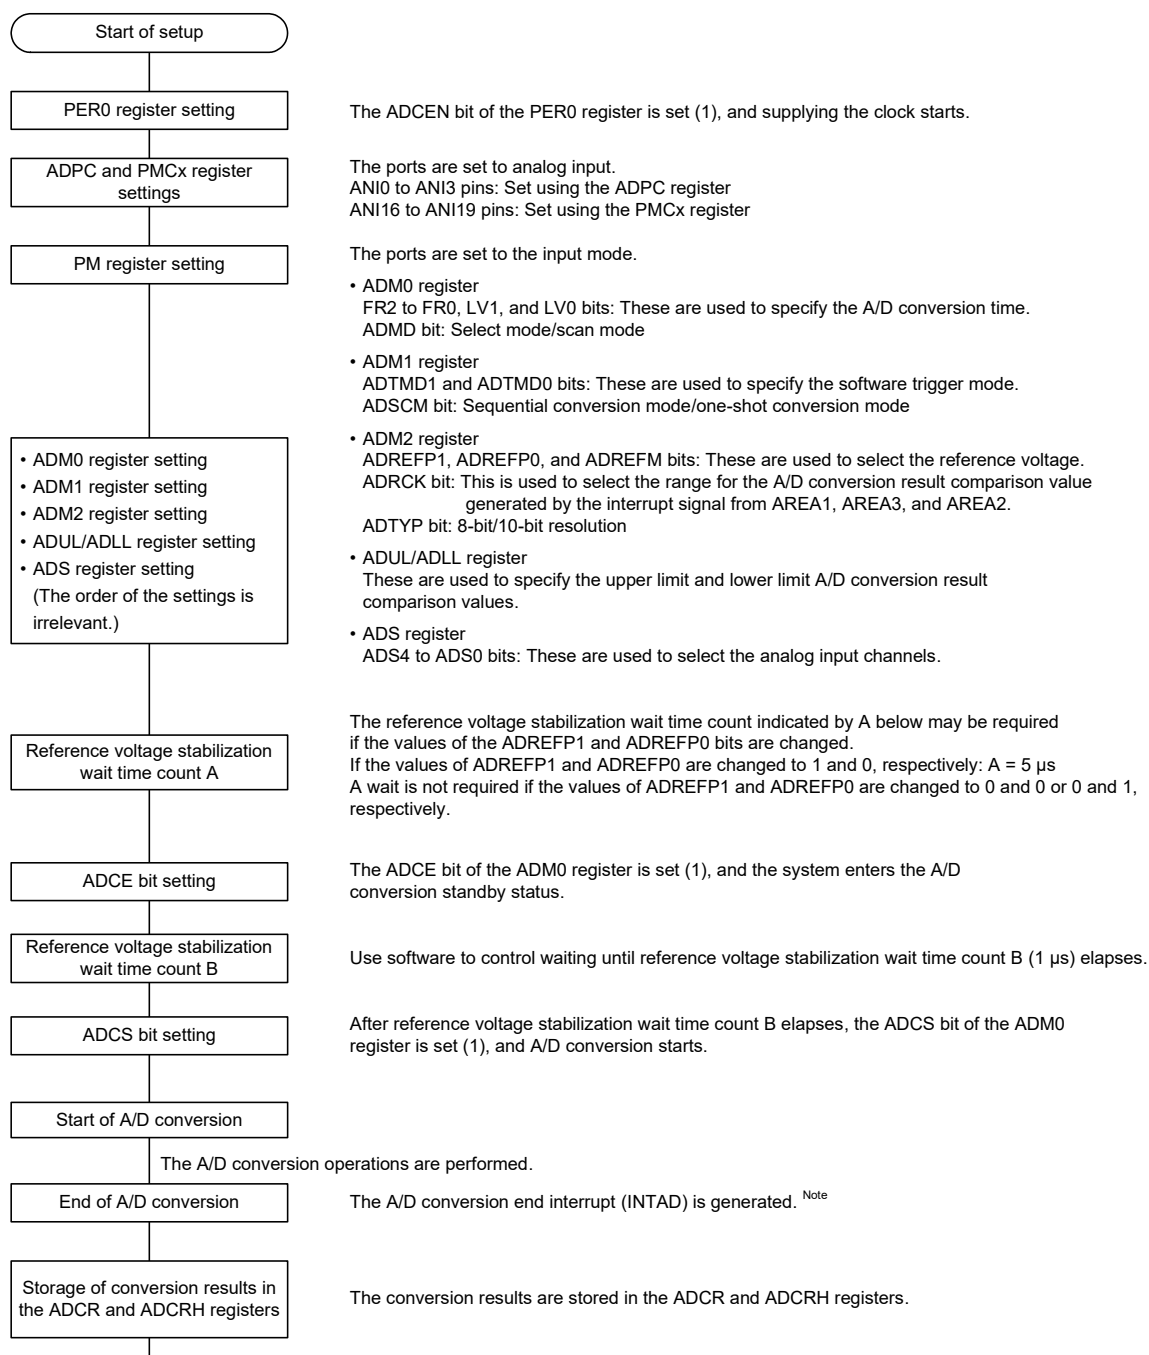 Start of setup
PER0 register setting
The ADCEN bit of the PER0 register is set (1), and supplying the clock starts.
ADPC and PMCx register
settings
The ports are set to analog input.
ANI0 to ANI3 pins: Set using the ADPC register
ANI16 to ANI19 pins: Set using the PMCx register
PM register setting
The ports are set to the input mode.
• ADM0 register
FR2 to FR0, LV1, and LV0 bits: These are used to specify the A/D conversion time.
ADMD bit: Select mode/scan mode
• ADM1 register
ADTMD1 and ADTMD0 bits: These are used to specify the software trigger mode.
ADSCM bit: Sequential conversion mode/one-shot conversion mode
• ADM2 register
ADREFP1, ADREFP0, and ADREFM bits: These are used to select the reference voltage.
ADRCK bit: This is used to select the range for the A/D conversion result comparison value
generated by the interrupt signal from AREA1, AREA3, and AREA2.
ADTYP bit: 8-bit/10-bit resolution
• ADUL/ADLL register
These are used to specify the upper limit and lower limit A/D conversion result
comparison values.
• ADS register
ADS4 to ADS0 bits: These are used to select the analog input channels.
• ADM0 register setting
• ADM1 register setting
• ADM2 register setting
• ADUL/ADLL register setting
• ADS register setting
(The order of the settings is
irrelevant.)
Reference voltage stabilization
wait time count A
The reference voltage stabilization wait time count indicated by A below may be required
if the values of the ADREFP1 and ADREFP0 bits are changed.
If the values of ADREFP1 and ADREFP0 are changed to 1 and 0, respectively: A = 5 µs
A wait is not required if the values of ADREFP1 and ADREFP0 are changed to 0 and 0 or 0 and 1,
respectively.
ADCE bit setting
The ADCE bit of the ADM0 register is set (1), and the system enters the A/D
conversion standby status.
Reference voltage stabilization
wait time count B
Use software to control waiting until reference voltage stabilization wait time count B (1 µs) elapses.
ADCS bit setting
After reference voltage stabilization wait time count B elapses, the ADCS bit of the ADM0
register is set (1), and A/D conversion starts.
Start of A/D conversion
The A/D conversion operations are performed.
End of A/D conversion
The A/D conversion end interrupt (INTAD) is generated. Note
Storage of conversion results in
the ADCR and ADCRH registers
The conversion results are stored in the ADCR and ADCRH registers.